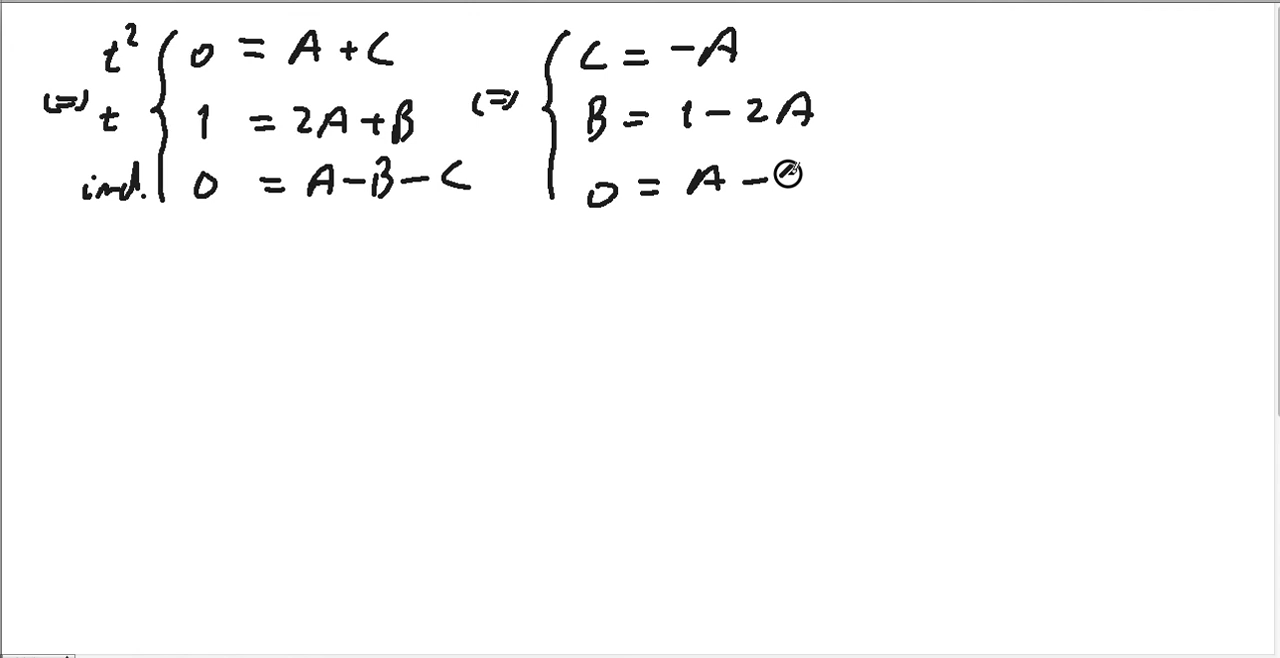 t² { 0 = A + C (=) { C = -A
(=) t 1 = 2A + B B = 1 - 2A
ind. 0 = A - B - C 0 = A -